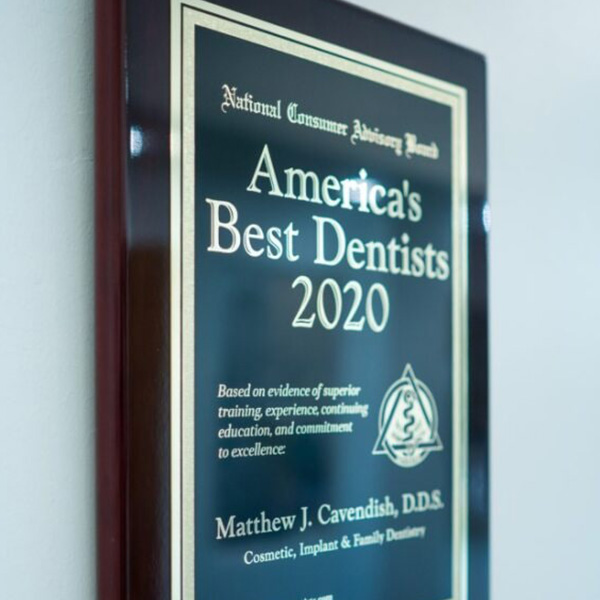 National Consumer Advisory Board
America's
Best Dentists
2020
Based on evidence of superior
training, experience, continuing
education, and commitment
to excellence:
Matthew J. Cavendish, D.D.S.
Cosmetic, Implant & Family Dentistry